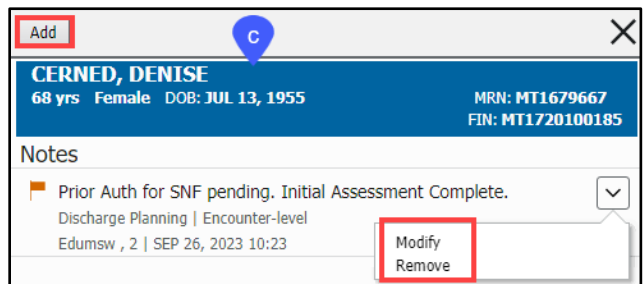 Add
C
CERNED, DENISE
68 yrs Female DOB: JUL 13, 1955 MRN: MT1679667
FIN: MT1720100185
Notes
Prior Auth for SNF pending. Initial Assessment Complete.
Discharge Planning | Encounter-level
Edumsw , 2 | SEP 26, 2023 10:23
Modify
Remove